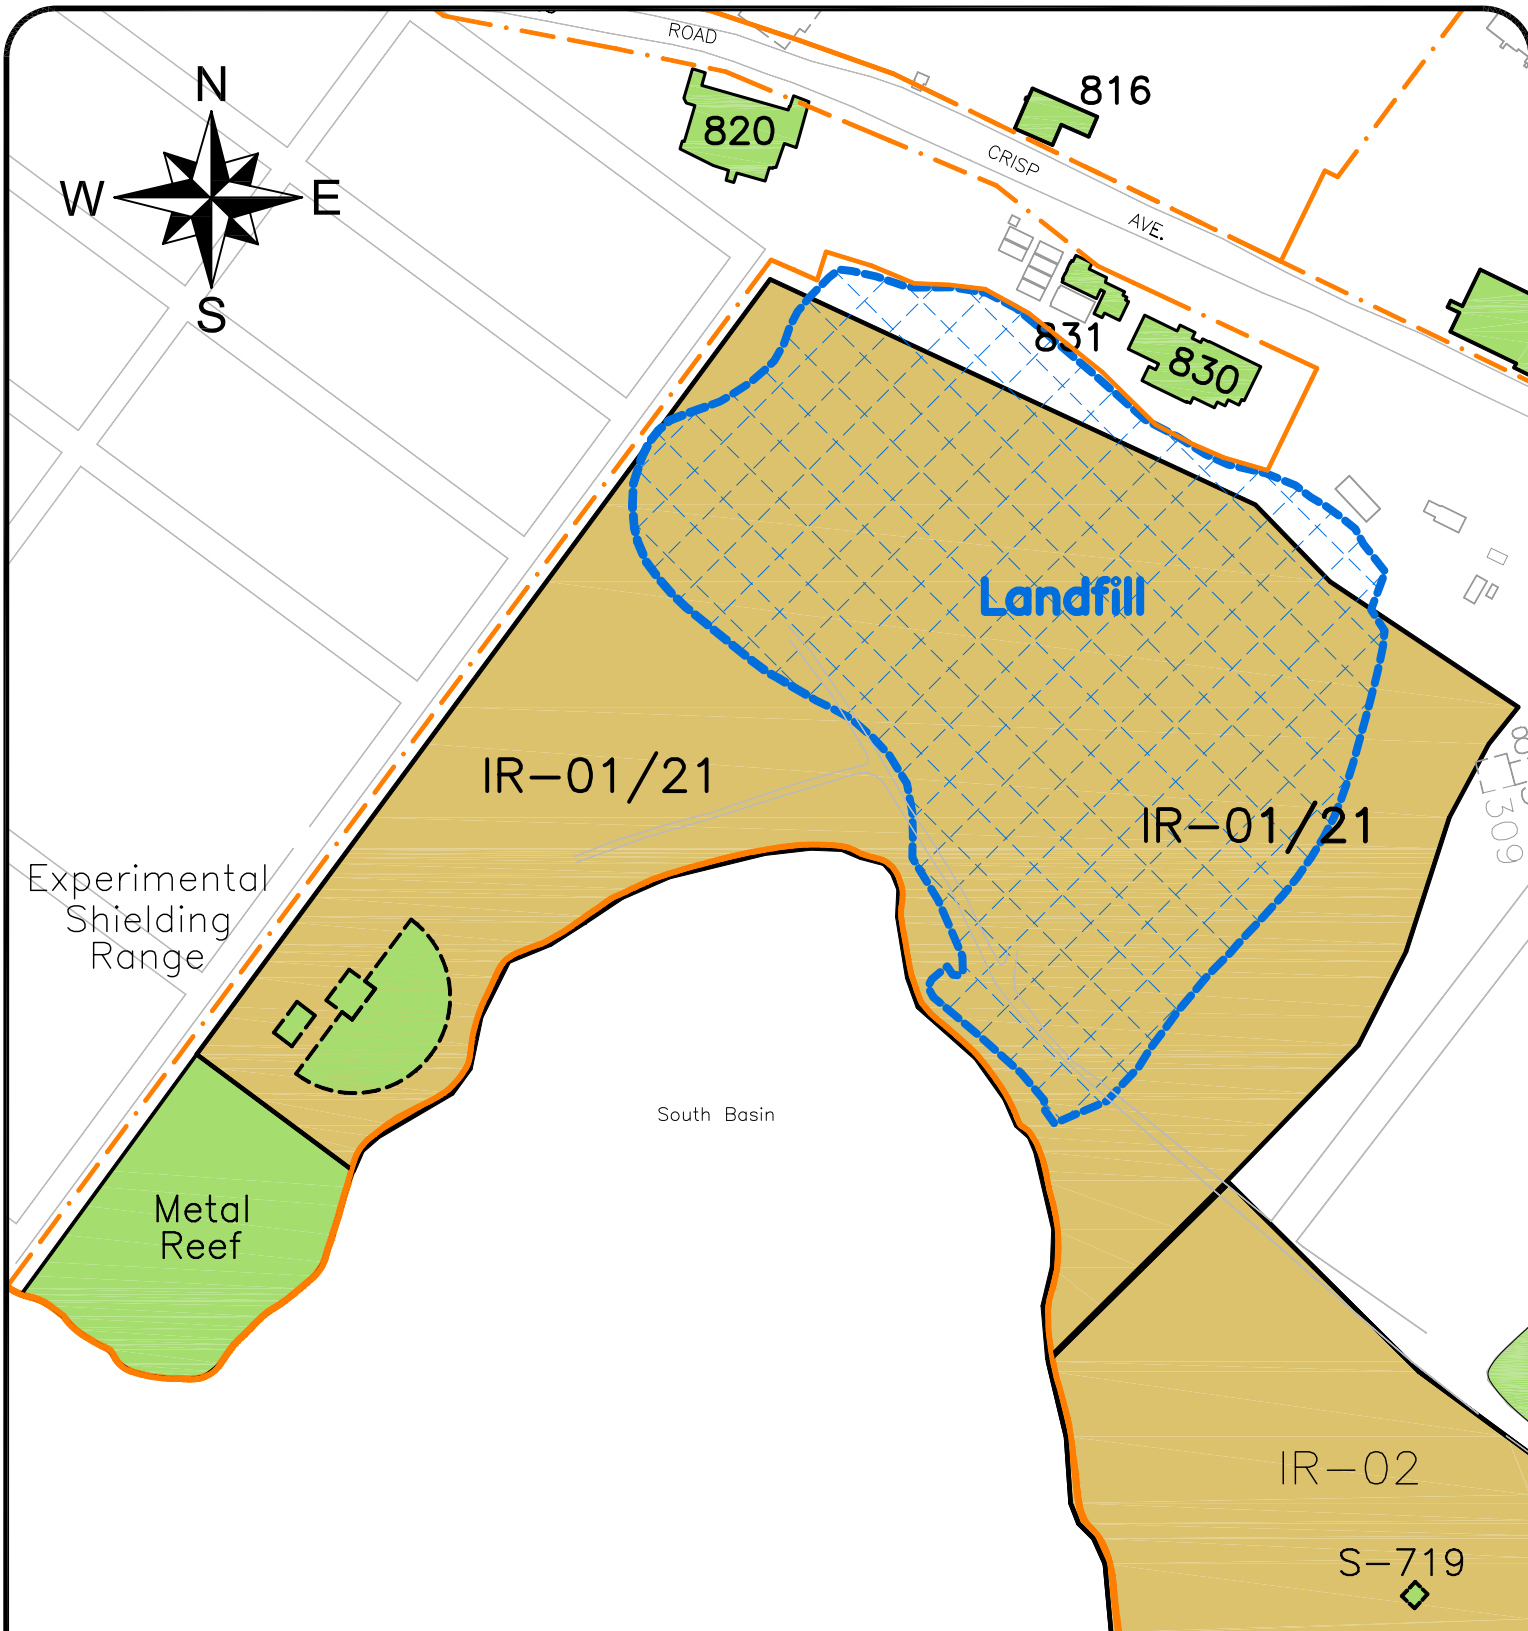 ROAD
N
816
820
CRISP
W
E
AVE.
S
831
830
Landfill
IR-01/21
IR-01/21
309
Experimental
Shielding
Range
South Basin
Metal
Reef
IR-02
S-719